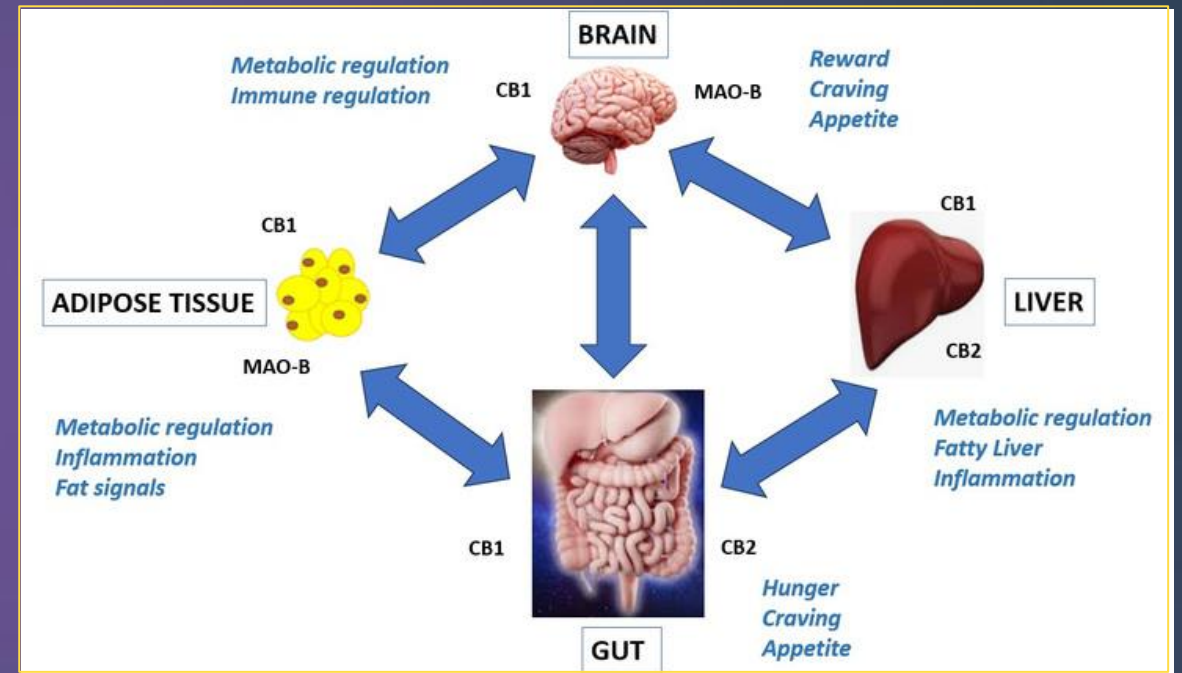 BRAIN
Metabolic regulation
Immune regulation
CB1
MAO-B
Reward
Craving
Appetite
CB1
ADIPOSE TISSUE
MAO-B
Metabolic regulation
Inflammation
Fat signals
CB1
LIVER
CB2
Metabolic regulation
Fatty Liver
Inflammation
CB1
CB2
Hunger
Craving
Appetite
GUT